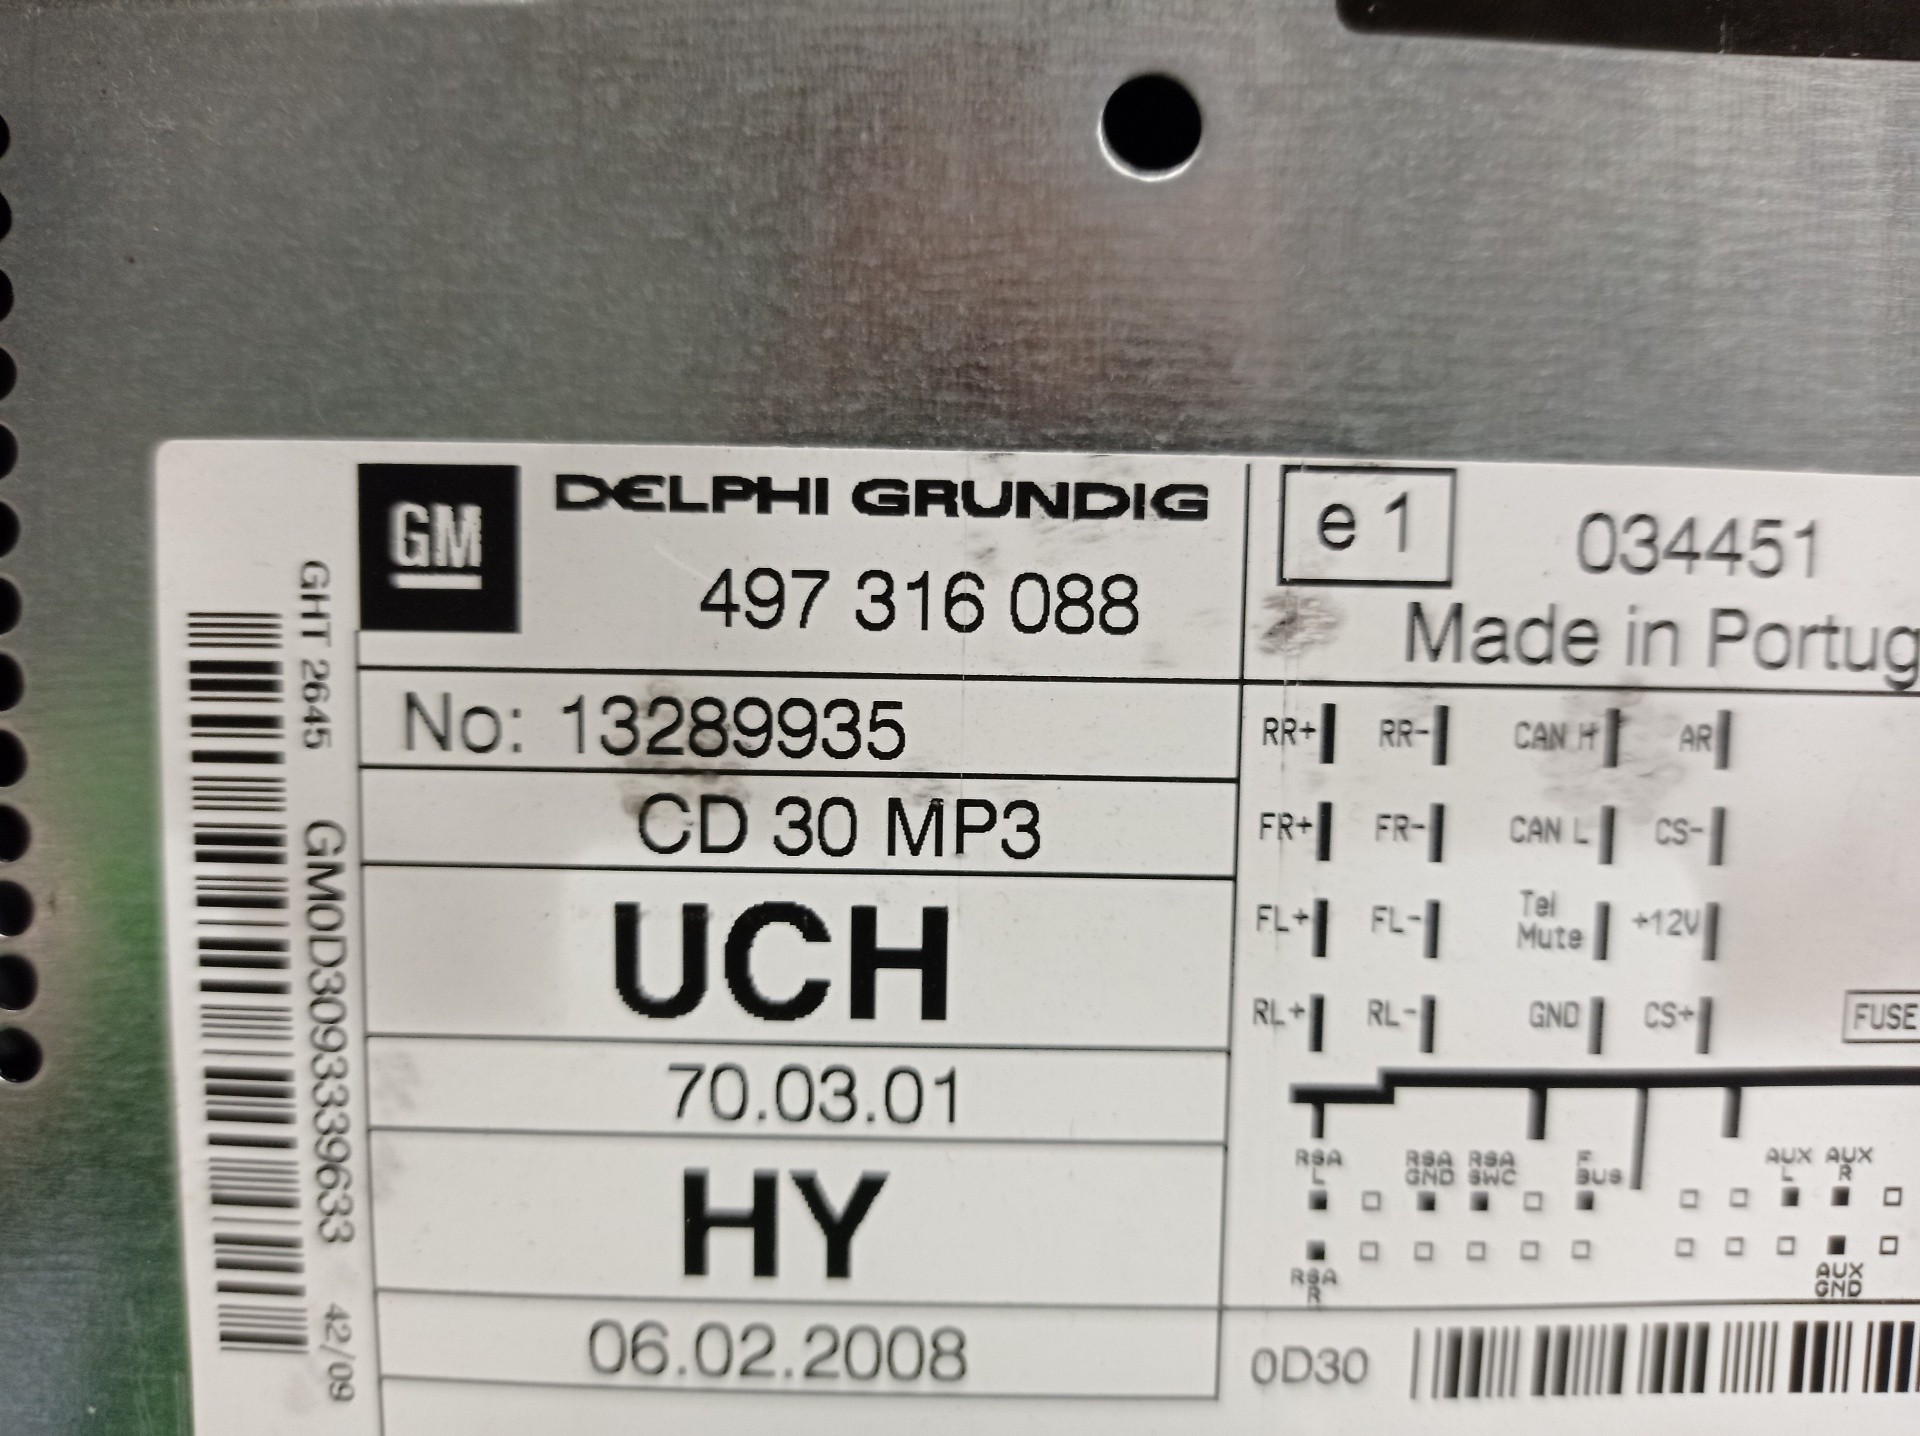 GM
DELPHI GRUNDIG
497 316 088
No: 13289935
CD 30 MP3
UCH
70.03.01
HY
06.02.2008
GHT 2645 GM0D3093339633 42/09
e1 034451
Made in Portug
RR+ RR- CAN H AR
FR+ FR- CAN L CS-
FL+ FL- Tel Mute +12V
RL+ RL- GND CS+
FUSE
RSA L RSA GND RSA SWC F BUS AUX L AUX R
RSA R AUX GND
0D30